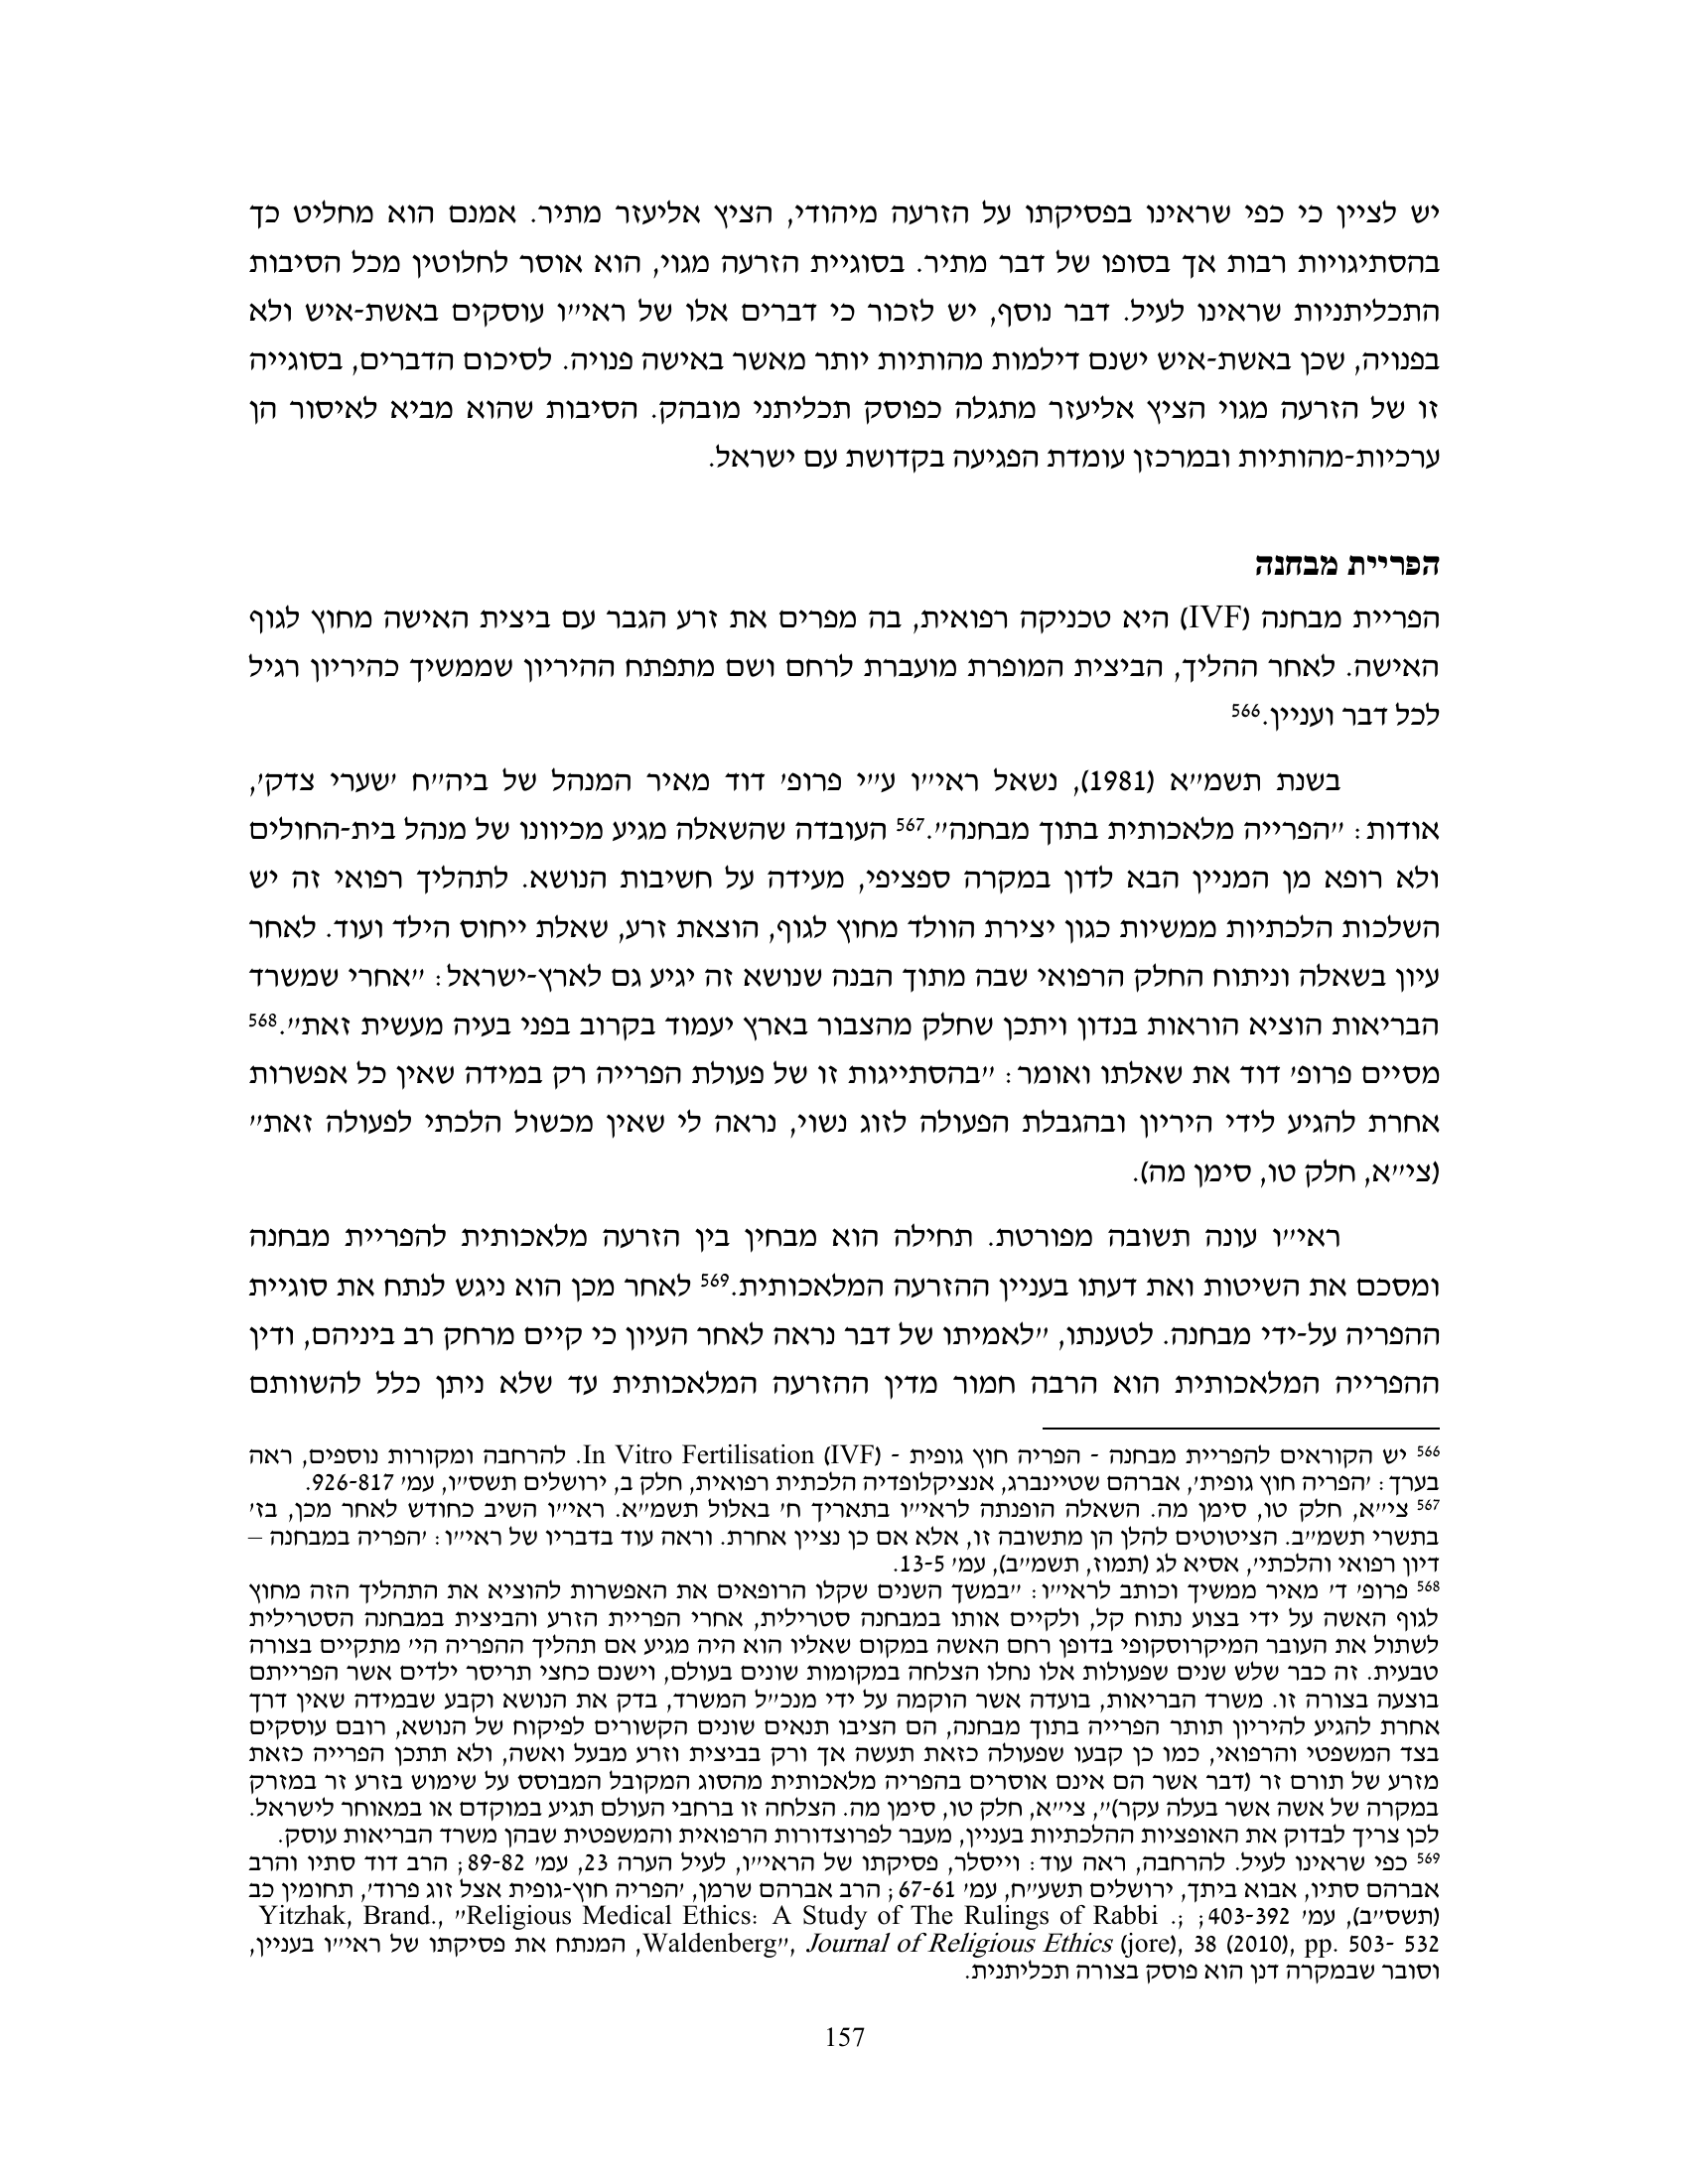 יש לציין כי כפי שראינו בפסיקתו על הזרעה מיהודי, הציץ אליעזר מתיר. אמנם הוא מחליט כך
בהסתיגויות רבות אך בסופו של דבר מתיר. בסוגיית הזרעה מגוי, הוא אוסר לחלוטין מכל הסיבות
התכליתניות שראינו לעיל. דבר נוסף, יש לזכור כי דברים אלו של ראי״ו עוסקים באשת-איש ולא
בפנויה, שכן באשת-איש ישנם דילמות מהותיות יותר מאשר באישה פנויה. לסיכום הדברים, בסוגייה
זו של הזרעה מגוי הציץ אליעזר מתגלה כפוסק תכליתני מובהק. הסיבות שהוא מביא לאיסור הן
ערכיות-מהותיות ובמרכזן עומדת הפגיעה בקדושת עם ישראל.
הפריית מבחנה
הפריית מבחנה (IVF) היא טכניקה רפואית, בה מפרים את זרע הגבר עם ביצית האישה מחוץ לגוף
האישה. לאחר ההליך, הביצית המופרת מועברת לרחם ושם מתפתח ההיריון שממשיך כהיריון רגיל
לכל דבר ועניין.566
בשנת תשמ״א (1981), נשאל ראי״ו ע״י פרופ׳ דוד מאיר המנהל של ביה״ח ׳שערי צדק׳,
אודות: ״הפרייה מלאכותית בתוך מבחנה״.567 העובדה שהשאלה מגיע מכיוונו של מנהל בית-החולים
ולא רופא מן המניין הבא לדון במקרה ספציפי, מעידה על חשיבות הנושא. לתהליך רפואי זה יש
השלכות הלכתיות ממשיות כגון יצירת הוולד מחוץ לגוף, הוצאת זרע, שאלת ייחוס הילד ועוד. לאחר
עיון בשאלה וניתוח החלק הרפואי שבה מתוך הבנה שנושא זה יגיע גם לארץ-ישראל: ״אחרי שמשרד
הבריאות הוציא הוראות בנדון ויתכן שחלק מהצבור בארץ יעמוד בקרוב בפני בעיה מעשית זאת״.568
מסיים פרופ׳ דוד את שאלתו ואומר: ״בהסתייגות זו של פעולת הפרייה רק במידה שאין כל אפשרות
אחרת להגיע לידי היריון ובהגבלת הפעולה לזוג נשוי, נראה לי שאין מכשול הלכתי לפעולה זאת״
(צי״א, חלק טו, סימן מה).
ראי״ו עונה תשובה מפורטת. תחילה הוא מבחין בין הזרעה מלאכותית להפריית מבחנה
ומסכם את השיטות ואת דעתו בעניין ההזרעה המלאכותית.569 לאחר מכן הוא ניגש לנתח את סוגיית
ההפריה על-ידי מבחנה. לטענתו, ״לאמיתו של דבר נראה לאחר העיון כי קיים מרחק רב ביניהם, ודין
ההפרייה המלאכותית הוא הרבה חמור מדין ההזרעה המלאכותית עד שלא ניתן כלל להשוותם
566 יש הקוראים להפריית מבחנה - הפריה חוץ גופית - In Vitro Fertilisation (IVF). להרחבה ומקורות נוספים, ראה
בערך: ׳הפריה חוץ גופית׳, אברהם שטיינברג, אנציקלופדיה הלכתית רפואית, חלק ב, ירושלים תשס״ו, עמ׳ 926-817.
567 צי״א, חלק טו, סימן מה. השאלה הופנתה לראי״ו בתאריך ח׳ באלול תשמ״א. ראי״ו השיב כחודש לאחר מכן, בז׳
בתשרי תשמ״ב. הציטוטים להלן הן מתשובה זו, אלא אם כן נציין אחרת. וראה עוד בדבריו של ראי״ו: ׳הפריה במבחנה –
דיון רפואי והלכתי׳, אסיא לג (תמוז, תשמ״ב), עמ׳ 13-5.
568 פרופ׳ ד׳ מאיר ממשיך וכותב לראי״ו: ״במשך השנים שקלו הרופאים את האפשרות להוציא את התהליך הזה מחוץ
לגוף האשה על ידי בצוע נתוח קל, ולקיים אותו במבחנה סטרילית, אחרי הפריית הזרע והביצית במבחנה הסטרילית
לשתול את העובר המיקרוסקופי בדופן רחם האשה במקום שאליו הוא היה מגיע אם תהליך ההפריה הי׳ מתקיים בצורה
טבעית. זה כבר שלש שנים שפעולות אלו נחלו הצלחה במקומות שונים בעולם, וישנם כחצי תריסר ילדים אשר הפרייתם
בוצעה בצורה זו. משרד הבריאות, בועדה אשר הוקמה על ידי מנכ״ל המשרד, בדק את הנושא וקבע שבמידה שאין דרך
אחרת להגיע להיריון תותר הפרייה בתוך מבחנה, הם הציבו תנאים שונים הקשורים לפיקוח של הנושא, רובם עוסקים
בצד המשפטי והרפואי, כמו כן קבעו שפעולה כזאת תעשה אך ורק בביצית וזרע מבעל ואשה, ולא תתכן הפרייה כזאת
מזרע של תורם זר (דבר אשר הם אינם אוסרים בהפריה מלאכותית מהסוג המקובל המבוסס על שימוש בזרע זר במזרק
במקרה של אשה אשר בעלה עקר)״, צי״א, חלק טו, סימן מה. הצלחה זו ברחבי העולם תגיע במוקדם או במאוחר לישראל.
לכן צריך לבדוק את האופציות ההלכתיות בעניין, מעבר לפרוצדורות הרפואית והמשפטית שבהן משרד הבריאות עוסק.
569 כפי שראינו לעיל. להרחבה, ראה עוד: וייסלר, פסיקתו של הראי״ו, לעיל הערה 23, עמ׳ 89-82; הרב דוד סתיו והרב
אברהם סתיו, אבוא ביתך, ירושלים תשע״ח, עמ׳ 67-61; הרב אברהם שרמן, ׳הפריה חוץ-גופית אצל זוג פרוד׳, תחומין כב
(תשס״ב), עמ׳ 403-392; ;. Yitzhak, Brand., ״Religious Medical Ethics: A Study of The Rulings of Rabbi
Waldenberg״, Journal of Religious Ethics (jore), 38 (2010), pp. 503- 532, המנתח את פסיקתו של ראי״ו בעניין,
וסובר שבמקרה דנן הוא פוסק בצורה תכליתנית.
157